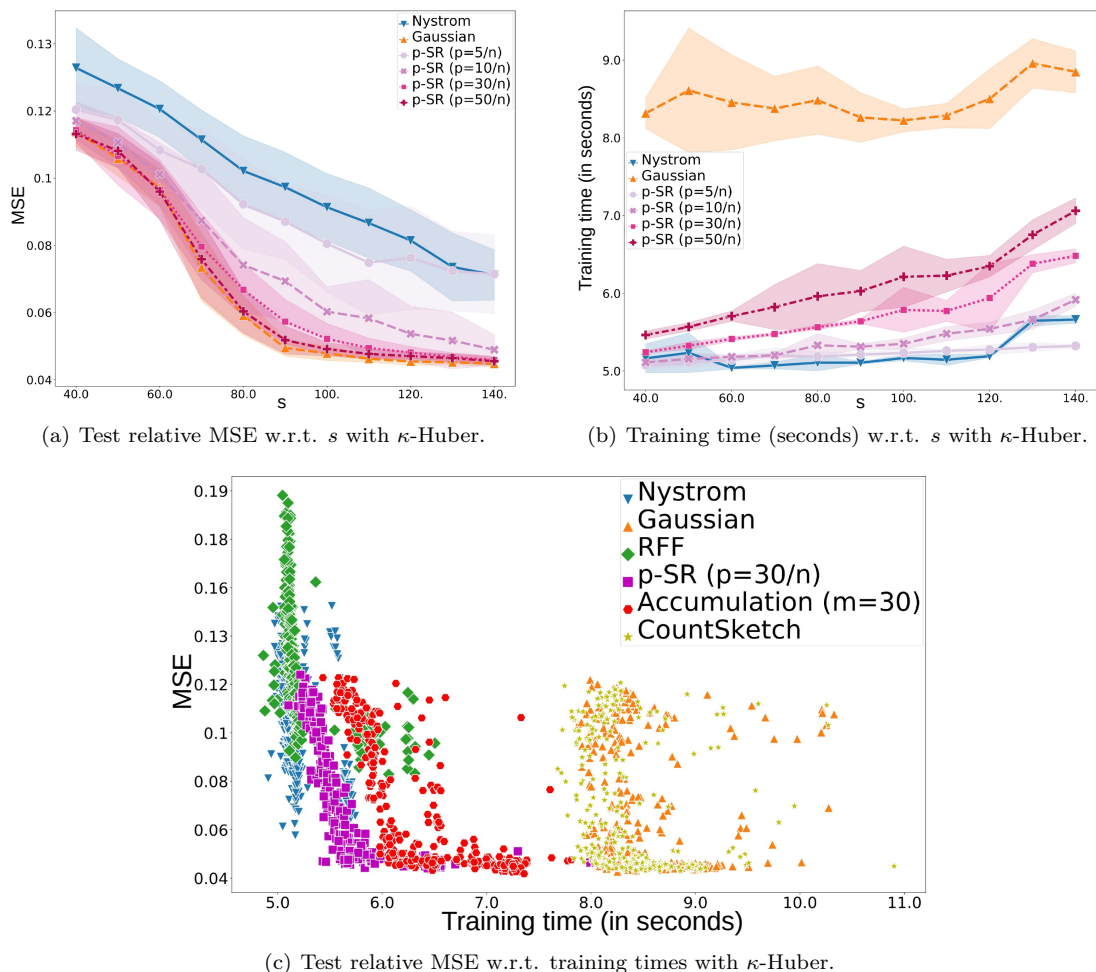 Nystrom
Gaussian
p-SR (p=5/n)
p-SR (p=10/n)
p-SR (p=30/n)
p-SR (p=50/n)
0.13
0.12
0.1
0.08
0.06
0.04
MSE
40.0
60.0
80.0
100.
120.
140.
s
(a) Test relative MSE w.r.t. s with κ-Huber.
9.0
8.0
7.0
6.0
5.0
Training time (in seconds)
Nystrom
Gaussian
p-SR (p=5/n)
p-SR (p=10/n)
p-SR (p=30/n)
p-SR (p=50/n)
40.0
60.0
80.0
100.
120.
140.
s
(b) Training time (seconds) w.r.t. s with κ-Huber.
0.19
0.18
0.16
0.15
0.13
0.12
0.1
0.08
0.06
0.04
MSE
Nystrom
Gaussian
RFF
p-SR (p=30/n)
Accumulation (m=30)
CountSketch
5.0
6.0
7.0
8.0
9.0
10.0
11.0
Training time (in seconds)
(c) Test relative MSE w.r.t. training times with κ-Huber.